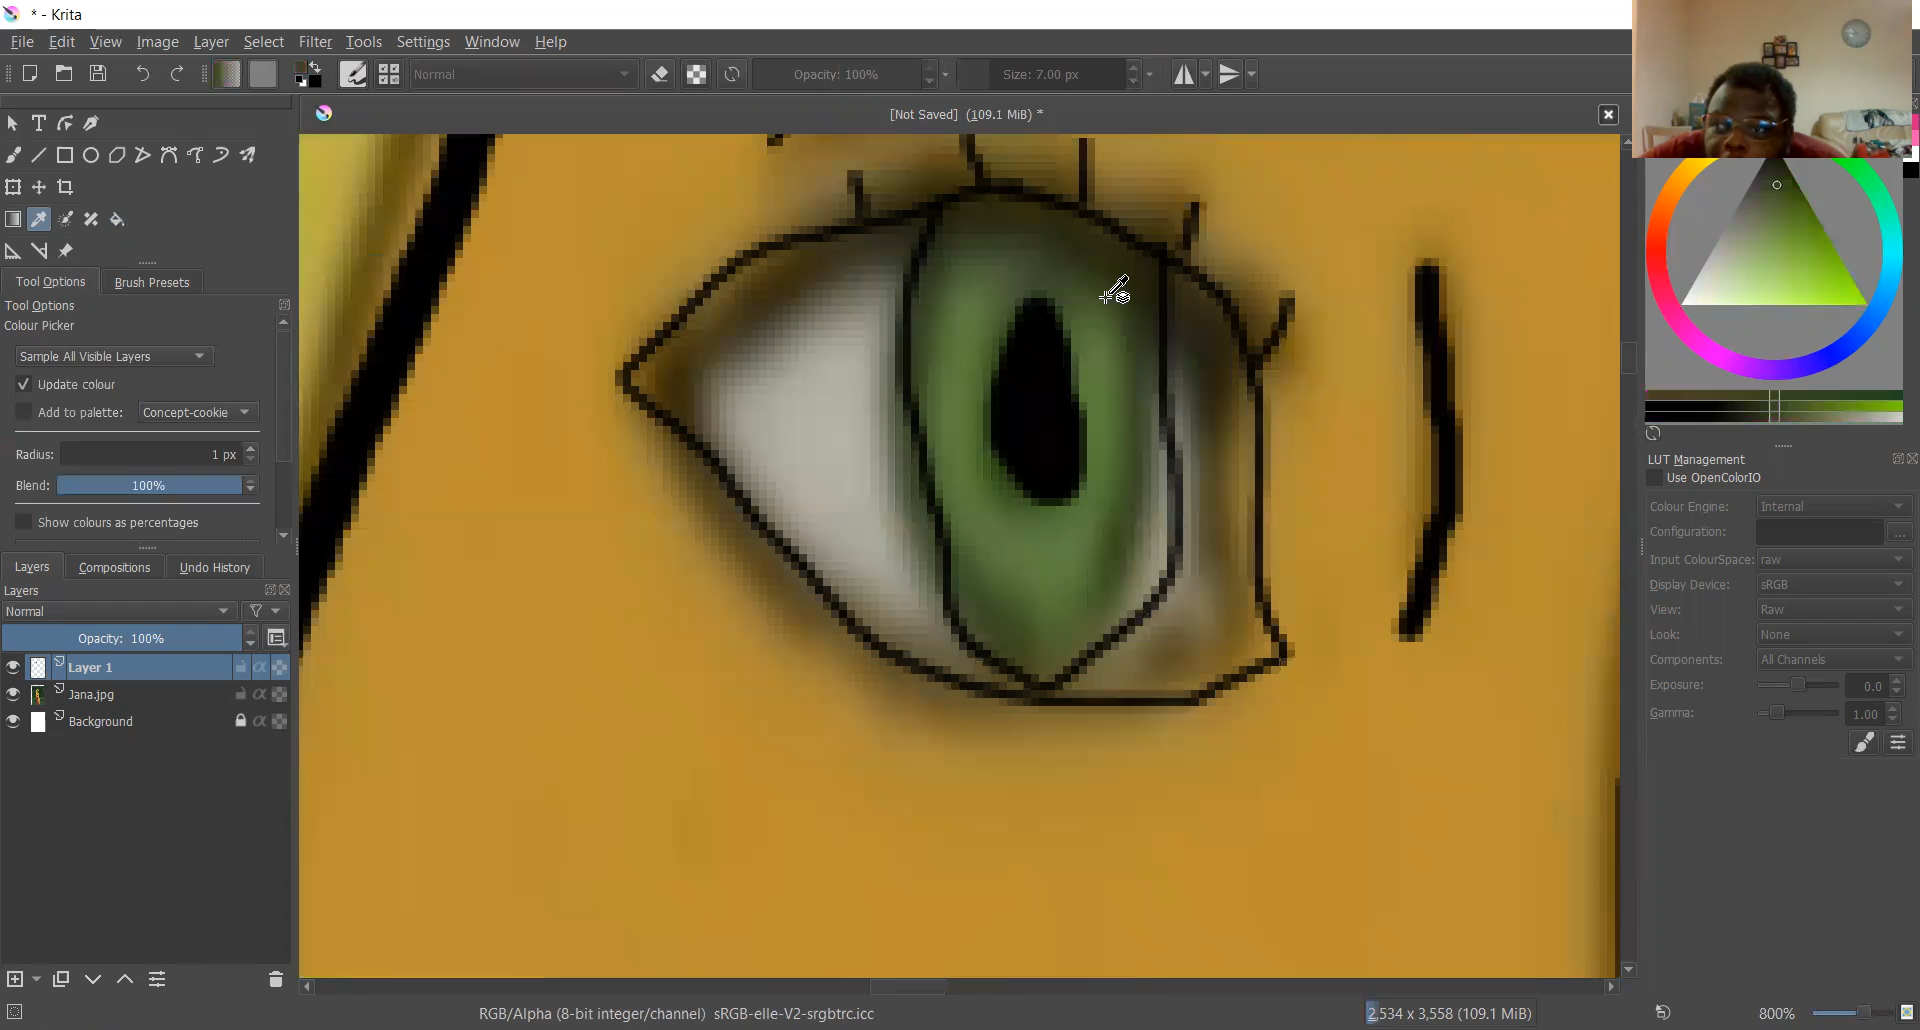 * - Krita
File Edit View Image Layer Select Filter Tools Settings Window Help
Normal Opacity: 100% Size: 7.00 px
[Not Saved] (109.1 MiB) *
Tool Options Brush Presets
Tool Options
Colour Picker
Sample All Visible Layers
Update colour
Add to palette: Concept-cookie
Radius: 1 px
Blend: 100%
Show colours as percentages
Layers Compositions Undo History
Layers
Normal
Opacity: 100%
Layer 1
Jana.jpg
Background
LUT Management
Use OpenColorIO
Colour Engine: Internal
Configuration: ...
Input ColourSpace: raw
Display Device: sRGB
View: Raw
Look: None
Components: All Channels
Exposure: 0.0
Gamma: 1.00
RGB/Alpha (8-bit integer/channel) sRGB-elle-V2-srgbtrc.icc
2,534 x 3,558 (109.1 MiB)
800%